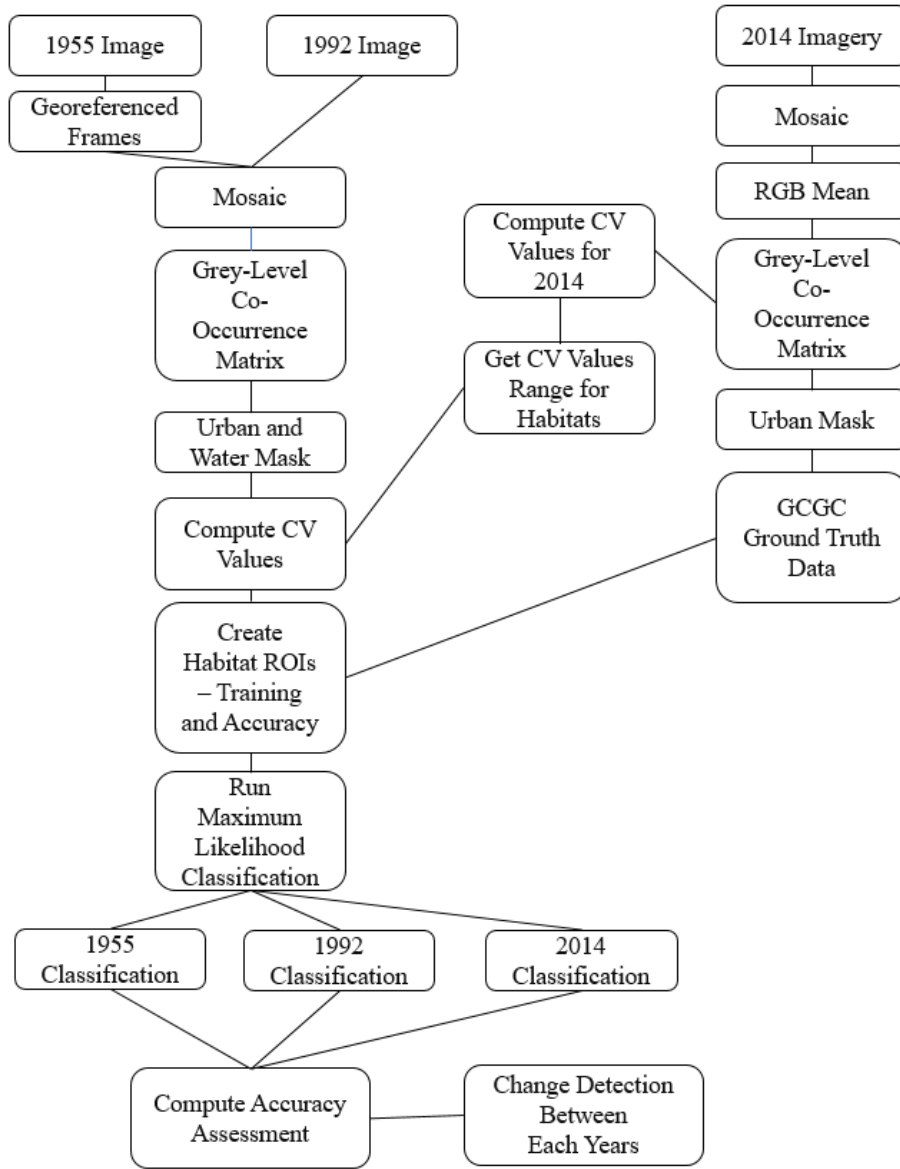 1955 Image
1992 Image
2014 Imagery
Georeferenced
Frames
Mosaic
Mosaic
RGB Mean
Compute CV
Values for
2014
Grey-Level
Co-
Occurrence
Matrix
Grey-Level
Co-
Occurrence
Matrix
Get CV Values
Range for
Habitats
Urban and
Water Mask
Urban Mask
Compute CV
Values
GCGC
Ground Truth
Data
Create
Habitat ROIs
– Training
and Accuracy
Run
Maximum
Likelihood
Classification
1955
Classification
1992
Classification
2014
Classification
Compute Accuracy
Assessment
Change Detection
Between
Each Years